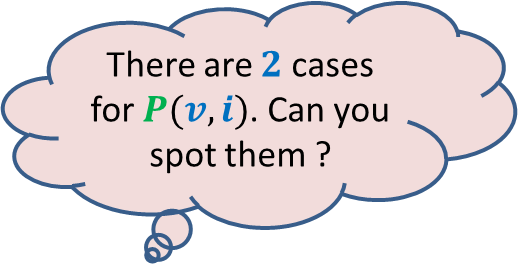 There are 2 cases
for P(v, i). Can you
spot them ?